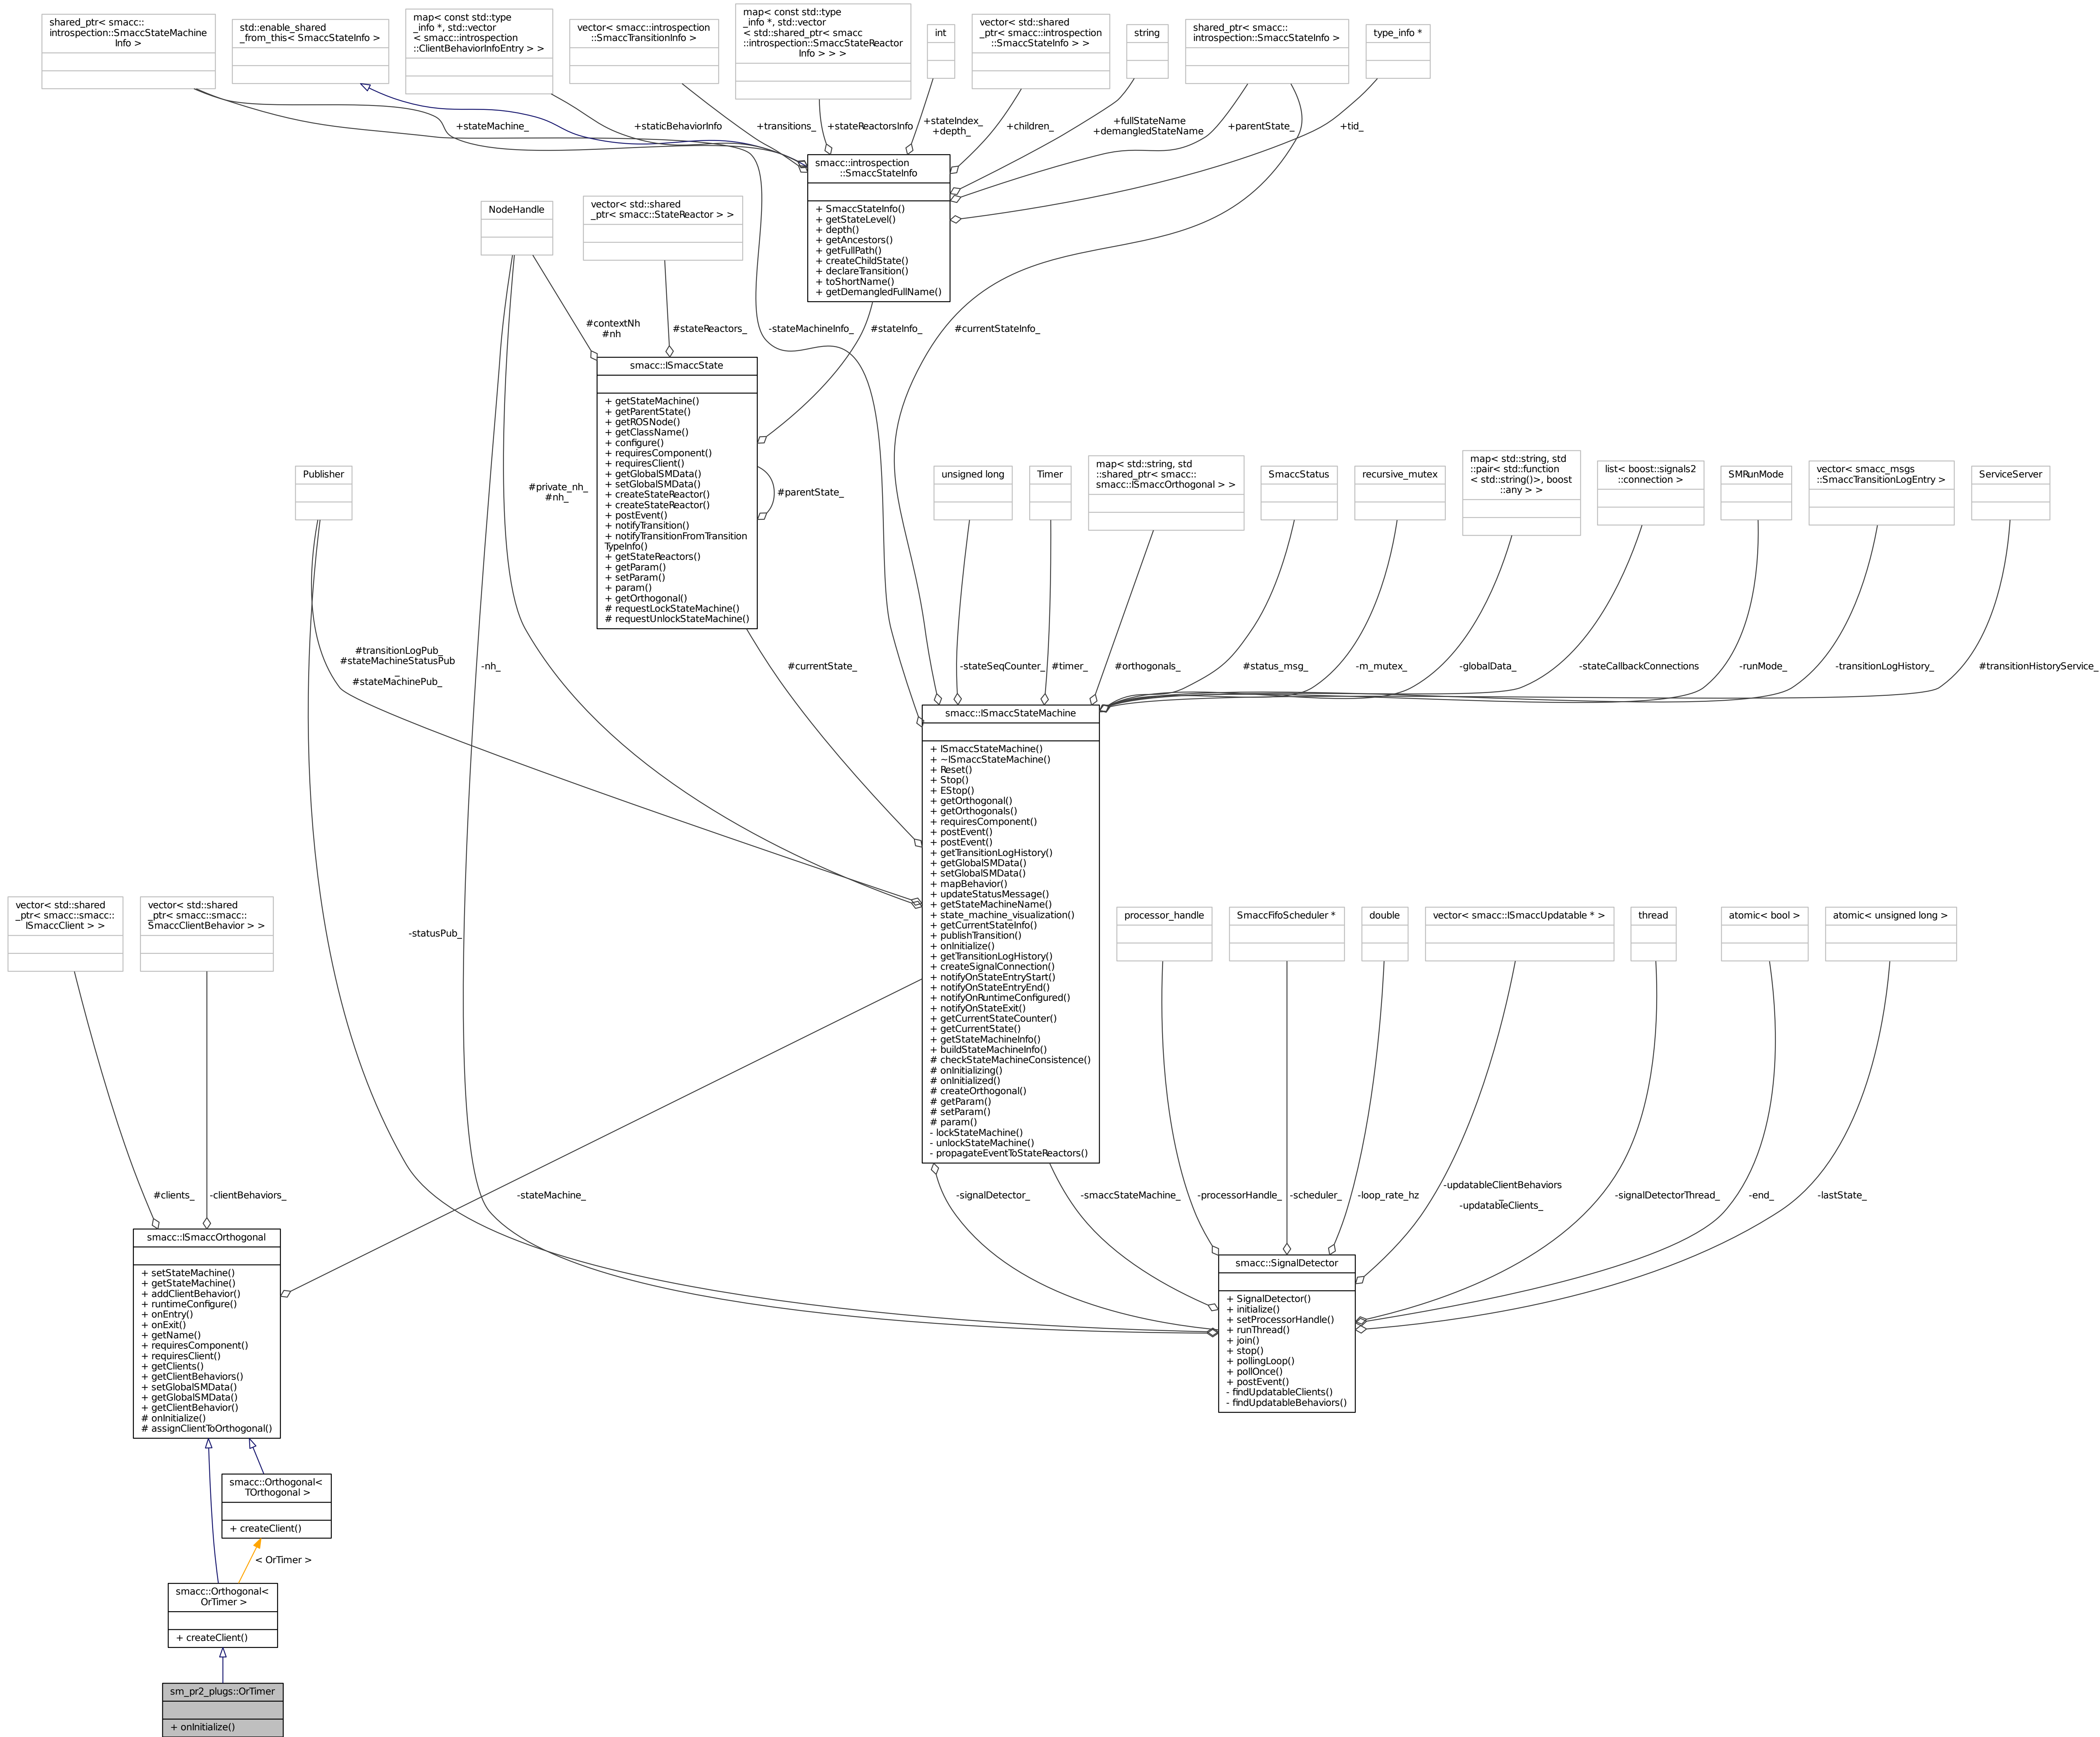 shared_ptr< smacc::
introspection::SmaccStateMachine
Info >
std::enable_shared
_from_this< SmaccStateInfo >
map< const std::type
_info *, std::vector
< smacc::introspection
::ClientBehaviorInfoEntry > >
vector< smacc::introspection
::SmaccTransitionInfo >
map< const std::type
_info *, std::vector
< std::shared_ptr< smacc
::introspection::SmaccStateReactor
Info > > >
int
vector< std::shared
_ptr< smacc::introspection
::SmaccStateInfo > >
string
shared_ptr< smacc::
introspection::SmaccStateInfo >
type_info *
+stateMachine_
+staticBehaviorInfo
+transitions_
+stateReactorsInfo
+stateIndex_
+depth_
+children_
+fullStateName
+demangledStateName
+parentState_
+tid_
smacc::introspection
::SmaccStateInfo
+ SmaccStateInfo()
+ getStateLevel()
+ depth()
+ getAncestors()
+ getFullPath()
+ createChildState()
+ declareTransition()
+ toShortName()
+ getDemangledFullName()
NodeHandle
vector< std::shared
_ptr< smacc::StateReactor > >
#contextNh
#nh
#stateReactors_
-stateMachineInfo_
#stateInfo_
#currentStateInfo_
smacc::ISmaccState
+ getStateMachine()
+ getParentState()
+ getROSNode()
+ getClassName()
+ configure()
+ requiresComponent()
+ requiresClient()
+ getGlobalSMData()
+ setGlobalSMData()
+ createStateReactor()
+ createStateReactor()
+ postEvent()
+ notifyTransition()
+ notifyTransitionFromTransition
TypeInfo()
+ getStateReactors()
+ getParam()
+ setParam()
+ param()
+ getOrthogonal()
# requestLockStateMachine()
# requestUnlockStateMachine()
#parentState_
Publisher
#private_nh_
#nh_
unsigned long
Timer
map< std::string, std
::shared_ptr< smacc::
smacc::ISmaccOrthogonal > >
SmaccStatus
recursive_mutex
map< std::string, std
::pair< std::function
< std::string()>, boost
::any > >
list< boost::signals2
::connection >
SMRunMode
vector< smacc_msgs
::SmaccTransitionLogEntry >
ServiceServer
#transitionLogPub_
#stateMachineStatusPub
_
#stateMachinePub_
-nh_
#currentState_
-stateSeqCounter_
#timer_
#orthogonals_
#status_msg_
-m_mutex_
-globalData_
-stateCallbackConnections
-runMode_
-transitionLogHistory_
#transitionHistoryService_
smacc::ISmaccStateMachine
+ ISmaccStateMachine()
+ ~ISmaccStateMachine()
+ Reset()
+ Stop()
+ EStop()
+ getOrthogonal()
+ getOrthogonals()
+ requiresComponent()
+ postEvent()
+ postEvent()
+ getTransitionLogHistory()
+ getGlobalSMData()
+ setGlobalSMData()
+ mapBehavior()
+ updateStatusMessage()
+ getStateMachineName()
+ state_machine_visualization()
+ getCurrentStateInfo()
+ publishTransition()
+ onInitialize()
+ getTransitionLogHistory()
+ createSignalConnection()
+ notifyOnStateEntryStart()
+ notifyOnStateEntryEnd()
+ notifyOnRuntimeConfigured()
+ notifyOnStateExit()
+ getCurrentStateCounter()
+ getCurrentState()
+ getStateMachineInfo()
+ buildStateMachineInfo()
# checkStateMachineConsistence()
# onInitializing()
# onInitialized()
# createOrthogonal()
# getParam()
# setParam()
# param()
- lockStateMachine()
- unlockStateMachine()
- propagateEventToStateReactors()
vector< std::shared
_ptr< smacc::smacc::
ISmaccClient > >
vector< std::shared
_ptr< smacc::smacc::
SmaccClientBehavior > >
-statusPub_
processor_handle
SmaccFifoScheduler *
double
vector< smacc::ISmaccUpdatable * >
thread
atomic< bool >
atomic< unsigned long >
#clients_
-clientBehaviors_
-stateMachine_
-signalDetector_
-smaccStateMachine_
-processorHandle_
-scheduler_
-loop_rate_hz
-updatableClientBehaviors
_
-updatableClients_
-signalDetectorThread_
-end_
-lastState_
smacc::ISmaccOrthogonal
+ setStateMachine()
+ getStateMachine()
+ addClientBehavior()
+ runtimeConfigure()
+ onEntry()
+ onExit()
+ getName()
+ requiresComponent()
+ requiresClient()
+ getClients()
+ getClientBehaviors()
+ setGlobalSMData()
+ getGlobalSMData()
+ getClientBehavior()
# onInitialize()
# assignClientToOrthogonal()
smacc::SignalDetector
+ SignalDetector()
+ initialize()
+ setProcessorHandle()
+ runThread()
+ join()
+ stop()
+ pollingLoop()
+ pollOnce()
+ postEvent()
- findUpdatableClients()
- findUpdatableBehaviors()
smacc::Orthogonal<
TOrthogonal >
+ createClient()
< OrTimer >
smacc::Orthogonal<
OrTimer >
+ createClient()
sm_pr2_plugs::OrTimer
+ onInitialize()